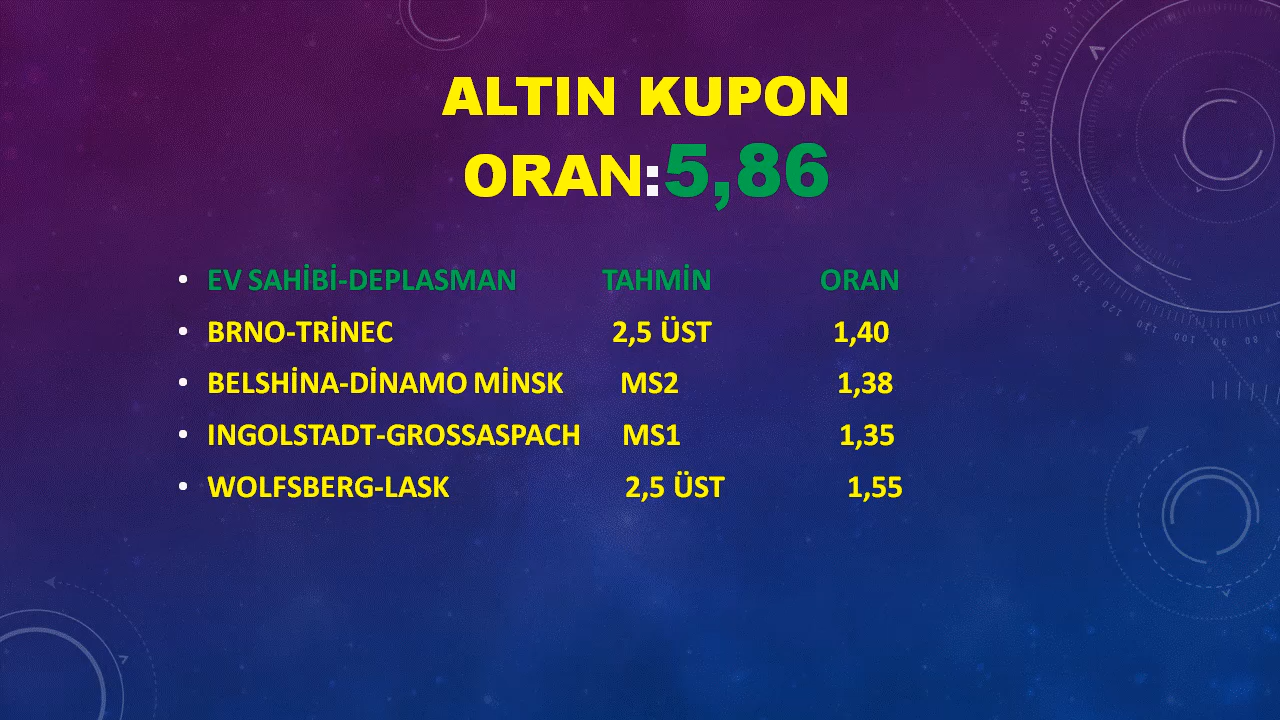 ALTIN KUPON
ORAN:5,86
EV SAHİBİ-DEPLASMAN TAHMİN ORAN
BRNO-TRİNEC 2,5 ÜST 1,40
BELSHİNA-DİNAMO MİNSK MS2 1,38
INGOLSTADT-GROSSASPACH MS1 1,35
WOLFSBERG-LASK 2,5 ÜST 1,55